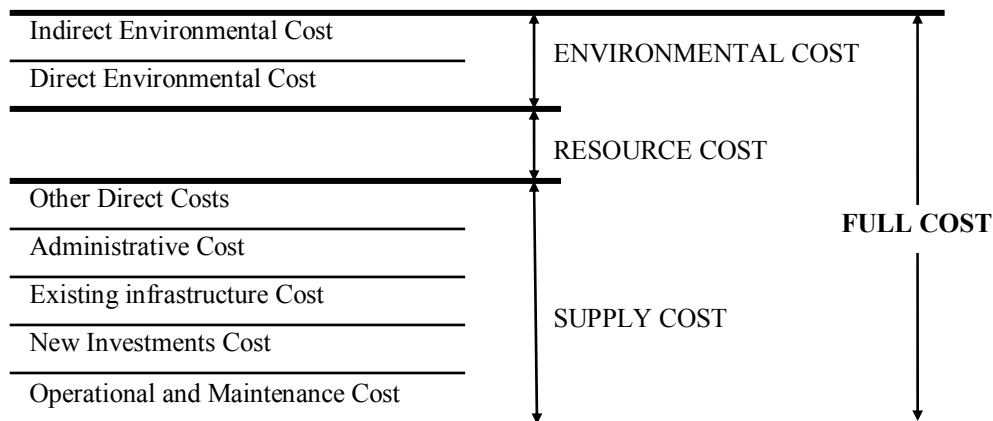 Indirect Environmental Cost
ENVIRONMENTAL COST
Direct Environmental Cost
RESOURCE COST
Other Direct Costs
FULL COST
Administrative Cost
Existing infrastructure Cost
SUPPLY COST
New Investments Cost
Operational and Maintenance Cost